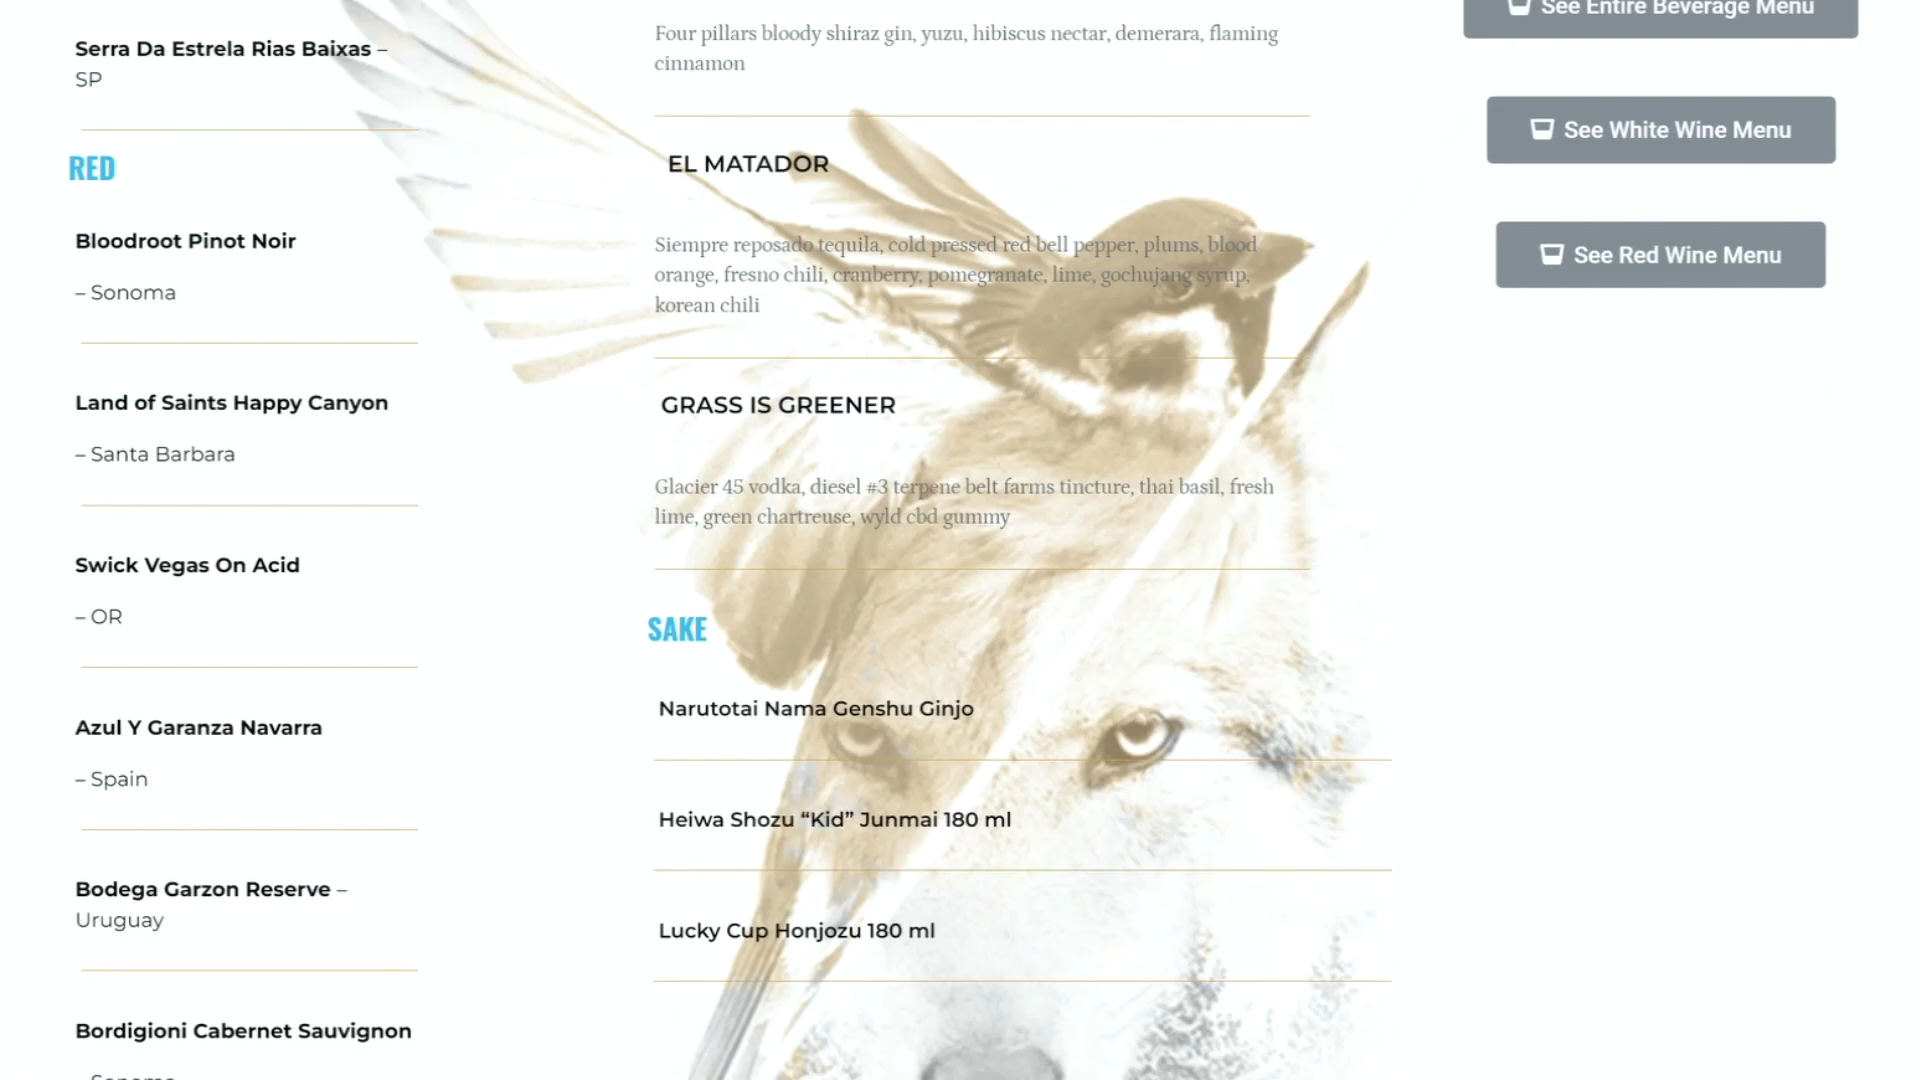 Serra Da Estrela Rias Baixas –
SP
RED
Bloodroot Pinot Noir
– Sonoma
Land of Saints Happy Canyon
– Santa Barbara
Swick Vegas On Acid
– OR
Azul Y Garanza Navarra
– Spain
Bodega Garzon Reserve –
Uruguay
Bordigioni Cabernet Sauvignon
– Sonoma
Four pillars bloody shiraz gin, yuzu, hibiscus nectar, demerara, flaming
cinnamon
EL MATADOR
Siempre reposado tequila, cold pressed red bell pepper, plums, blood
orange, fresno chili, cranberry, pomegranate, lime, gochujang syrup,
korean chili
GRASS IS GREENER
Glacier 45 vodka, diesel #3 terpene belt farms tincture, thai basil, fresh
lime, green chartreuse, wyld cbd gummy
SAKE
Narutotai Nama Genshu Ginjo
Heiwa Shozu “Kid” Junmai 180 ml
Lucky Cup Honjozu 180 ml
See Entire Beverage Menu
See White Wine Menu
See Red Wine Menu